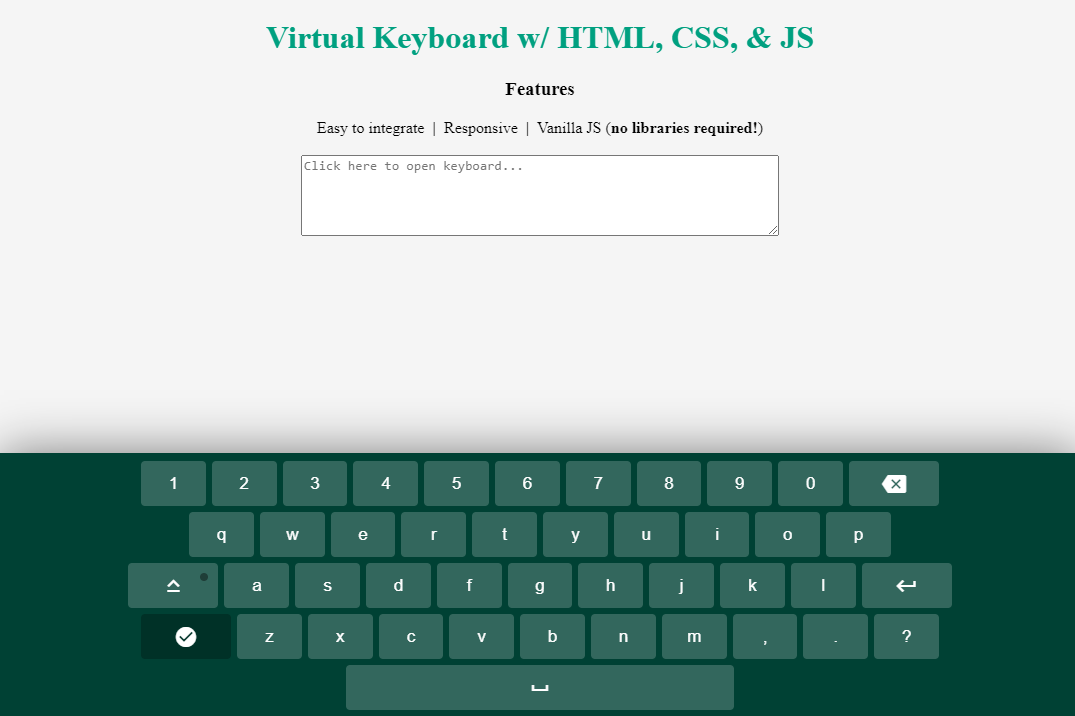 Virtual Keyboard w/ HTML, CSS, & JS
Features
Easy to integrate | Responsive | Vanilla JS (no libraries required!)
Click here to open keyboard...
1 2 3 4 5 6 7 8 9 0
q w e r t y u i o p
a s d f g h j k l
z x c v b n m , . ?